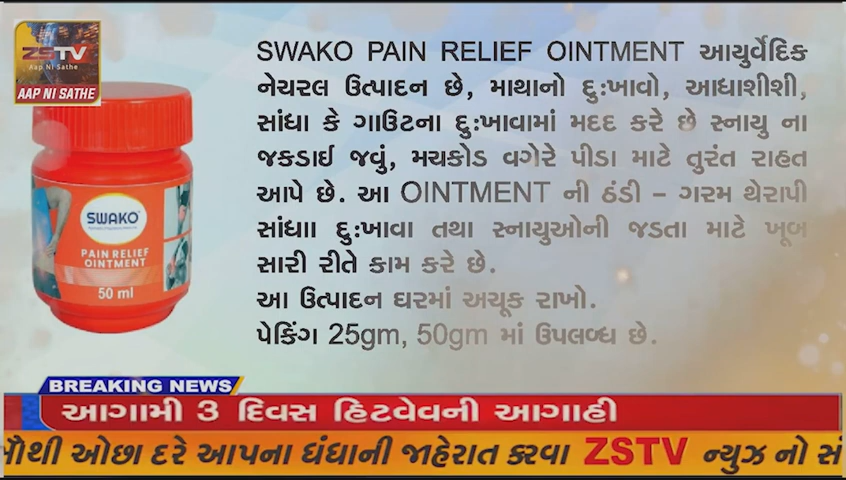 ZSTV
Aap Ni Sathe
AAP NI SATHE
SWAKO PAIN RELIEF OINTMENT આયુર્વેદિક
નેચરલ ઉત્પાદન છે, માથાનો દુઃખાવો, આધાશીશી,
સાંધા કે ગાઉટના દુઃખાવામાં મદદ કરે છે સ્નાયુ ના
જકડાઈ જવું, મચકોડ વગેરે પીડા માટે તુરંત રાહત
આપે છે. આ OINTMENT ની ઠંડી – ગરમ થેરાપી
સાંધાા દુઃખાવા તથા સ્નાયુઓની જડતા માટે ખૂબ
સારી રીતે કામ કરે છે.
આ ઉત્પાદન ઘરમાં અચૂક રાખો.
પેકિંગ 25gm, 50gm માં ઉપલબ્ધ છે.
SWAKO
PAIN RELIEF
OINTMENT
50 ml
BREAKING NEWS
આગામી 3 દિવસ હિટવેવની આગાહી
સૌથી ઓછા દરે આપના ધંધાની જાહેરાત કરવા ZSTV ન્યુઝ નો સં